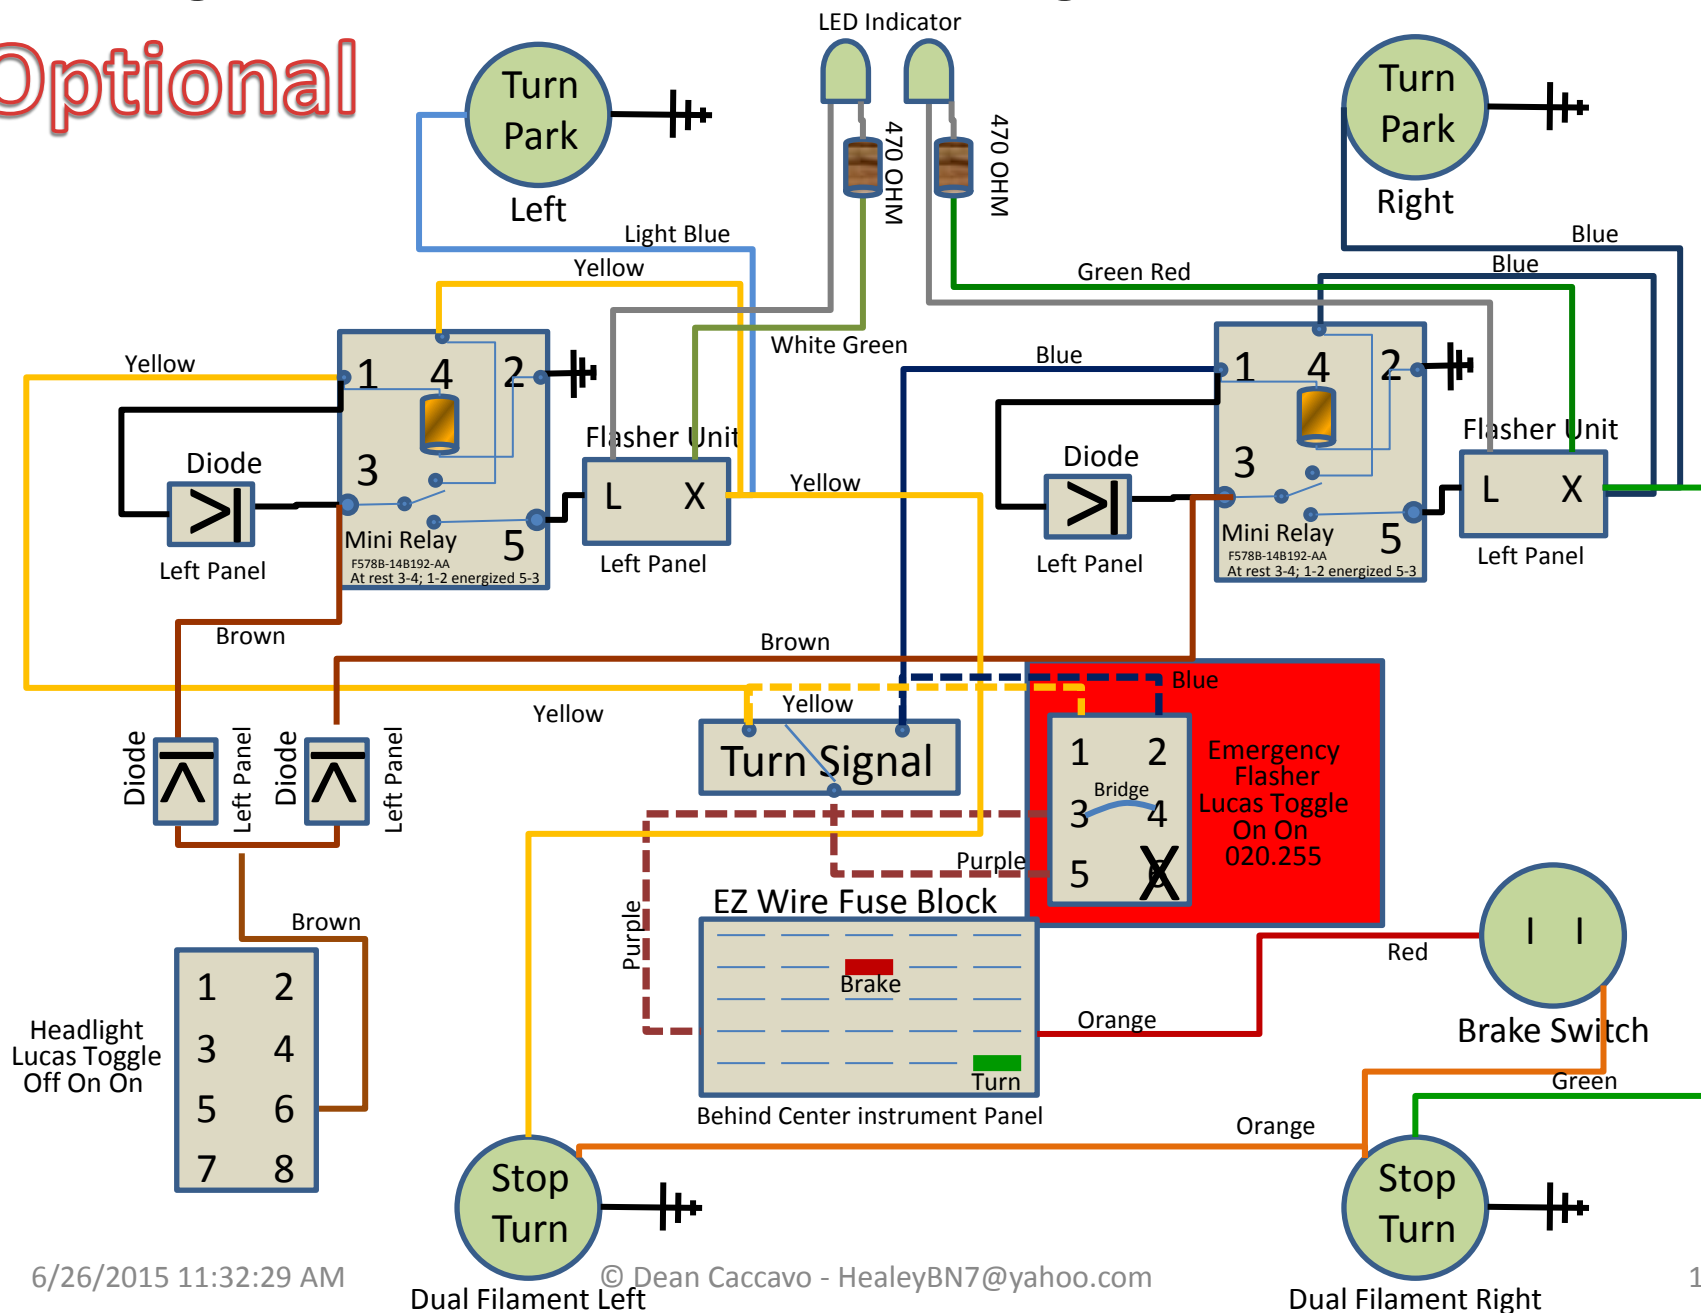 Optional
LED Indicator
Turn
Park
Left
Turn
Park
Right
470 OHM
470 OHM
Light Blue
Yellow
Green Red
Blue
Blue
White Green
Yellow
Blue
1 4 2
3
5
Mini Relay
F578B-14B192-AA
At rest 3-4; 1-2 energized 5-3
Diode
Left Panel
Flasher Unit
L X
Left Panel
Yellow
1 4 2
3
5
Mini Relay
F578B-14B192-AA
At rest 3-4; 1-2 energized 5-3
Diode
Left Panel
Flasher Unit
L X
Left Panel
Brown
Brown
Yellow
Yellow
Blue
Diode
Left Panel
Diode
Left Panel
Turn Signal
1 2
Bridge
3 4
5 6
X
Emergency
Flasher
Lucas Toggle
On On
020.255
Purple
Purple
EZ Wire Fuse Block
Brake
Turn
Behind Center instrument Panel
Brown
Headlight
Lucas Toggle
Off On On
1 2
3 4
5 6
7 8
Red
Orange
Brake Switch
Green
Orange
Stop
Turn
Dual Filament Left
Stop
Turn
Dual Filament Right
6/26/2015 11:32:29 AM
© Dean Caccavo - HealeyBN7@yahoo.com
1